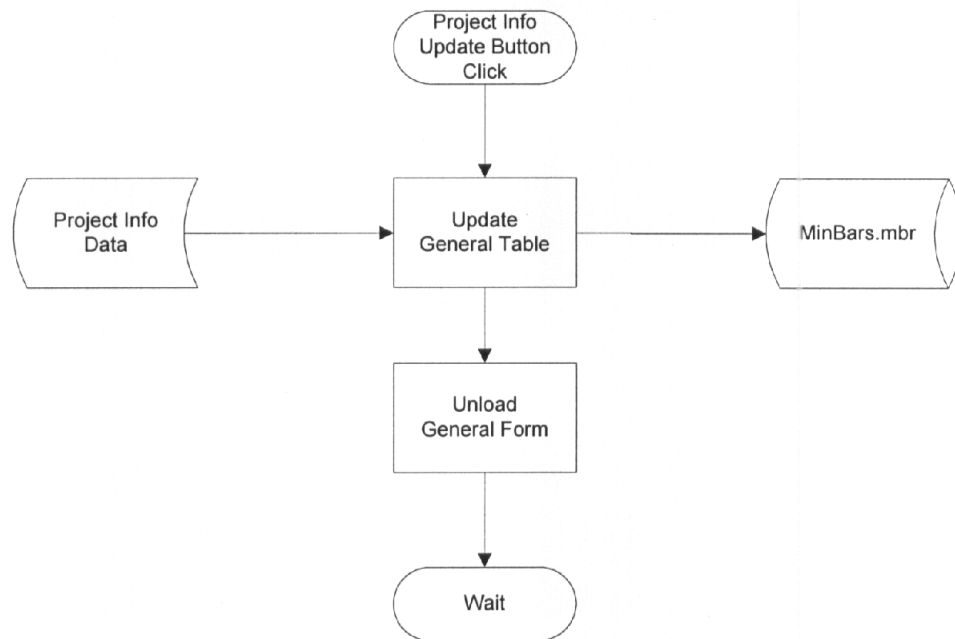 Project Info
Update Button
Click
Project Info
Data
Update
General Table
MinBars.mbr
Unload
General Form
Wait